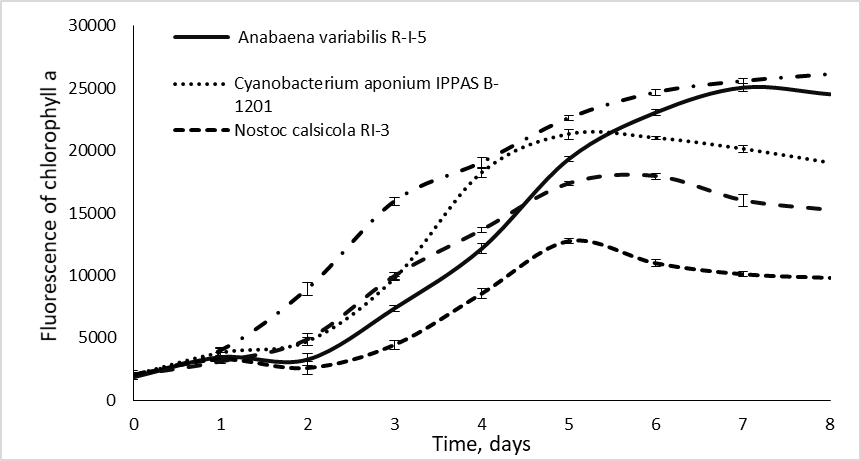 30000
25000
20000
15000
10000
5000
0
Fluorescence of chlorophyll a
Anabaena variabilis R-I-5
Cyanobacterium aponium IPPAS B-
1201
Nostoc calsicola RI-3
0 1 2 3 4 5 6 7 8
Time, days